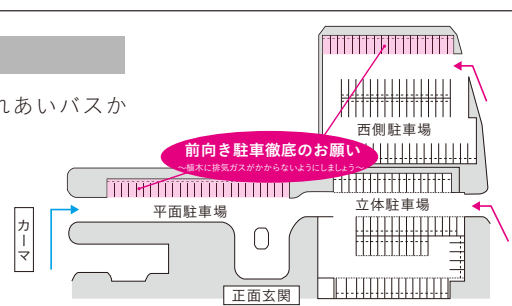 れあいバスか
西側駐車場
前向き駐車徹底のお願い
〜植木に排気ガスがかからないようにしましょう〜
平面駐車場
立体駐車場
カーマ
正面玄関